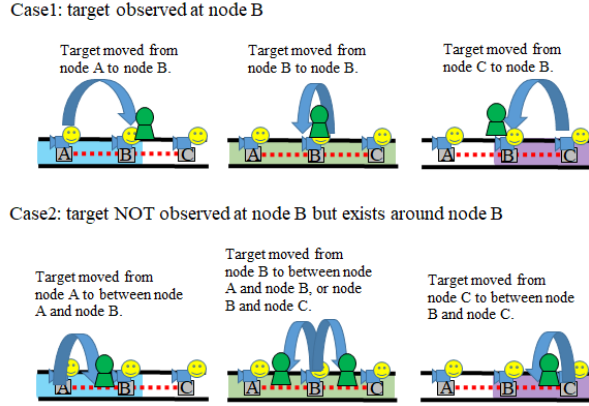 Case1: target observed at node B
Target moved from
node A to node B.
Target moved from
node B to node B.
Target moved from
node C to node B.
A B C
A B C
A B C
Case2: target NOT observed at node B but exists around node B
Target moved from
node A to between node
A and node B.
Target moved from
node B to between node
A and node B, or node
B and node C.
Target moved from
node C to between node
B and node C.
A B C
A B C
A B C